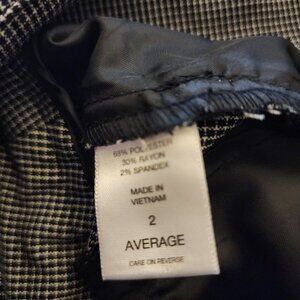 68% POLYESTER
30% RAYON
2% SPANDEX
MADE IN
VIETNAM
2
AVERAGE
CARE ON REVERSE